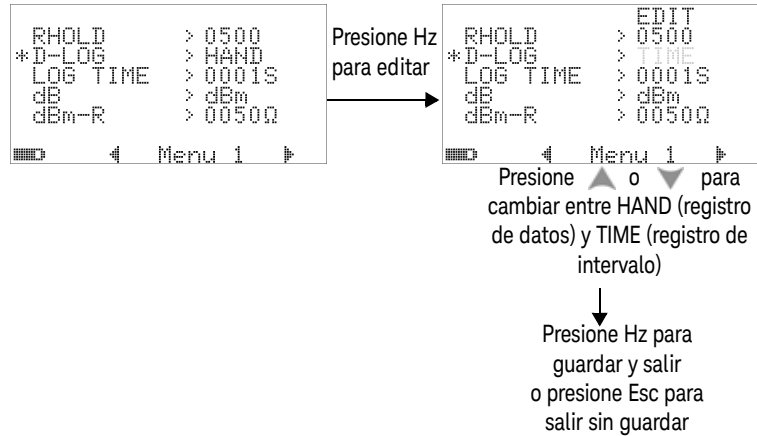 RHOLD > 0500
*D-LOG > HAND
LOG TIME > 0001S
dB > dBm
dBm-R > 0050Ω
Menu 1
Presione Hz
para editar
EDIT
RHOLD > 0500
*D-LOG > TIME
LOG TIME > 0001S
dB > dBm
dBm-R > 0050Ω
Menu 1
Presione o para
cambiar entre HAND (registro
de datos) y TIME (registro de
intervalo)
Presione Hz para
guardar y salir
o presione Esc para
salir sin guardar